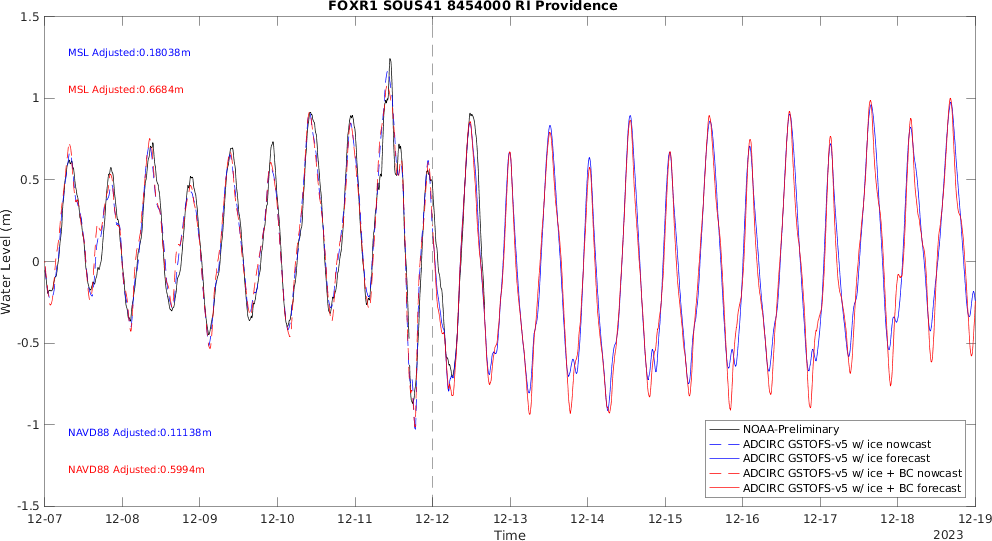 FOXR1 SOUS41 8454000 RI Providence
1.5
1
0.5
0
-0.5
-1
-1.5
Water Level (m)
MSL Adjusted:0.18038m
MSL Adjusted:0.6684m
NAVD88 Adjusted:0.11138m
NAVD88 Adjusted:0.5994m
NOAA-Preliminary
ADCIRC GSTOFS-v5 w/ ice nowcast
ADCIRC GSTOFS-v5 w/ ice forecast
ADCIRC GSTOFS-v5 w/ ice + BC nowcast
ADCIRC GSTOFS-v5 w/ ice + BC forecast
12-07 12-08 12-09 12-10 12-11 12-12 12-13 12-14 12-15 12-16 12-17 12-18 12-19
Time
2023